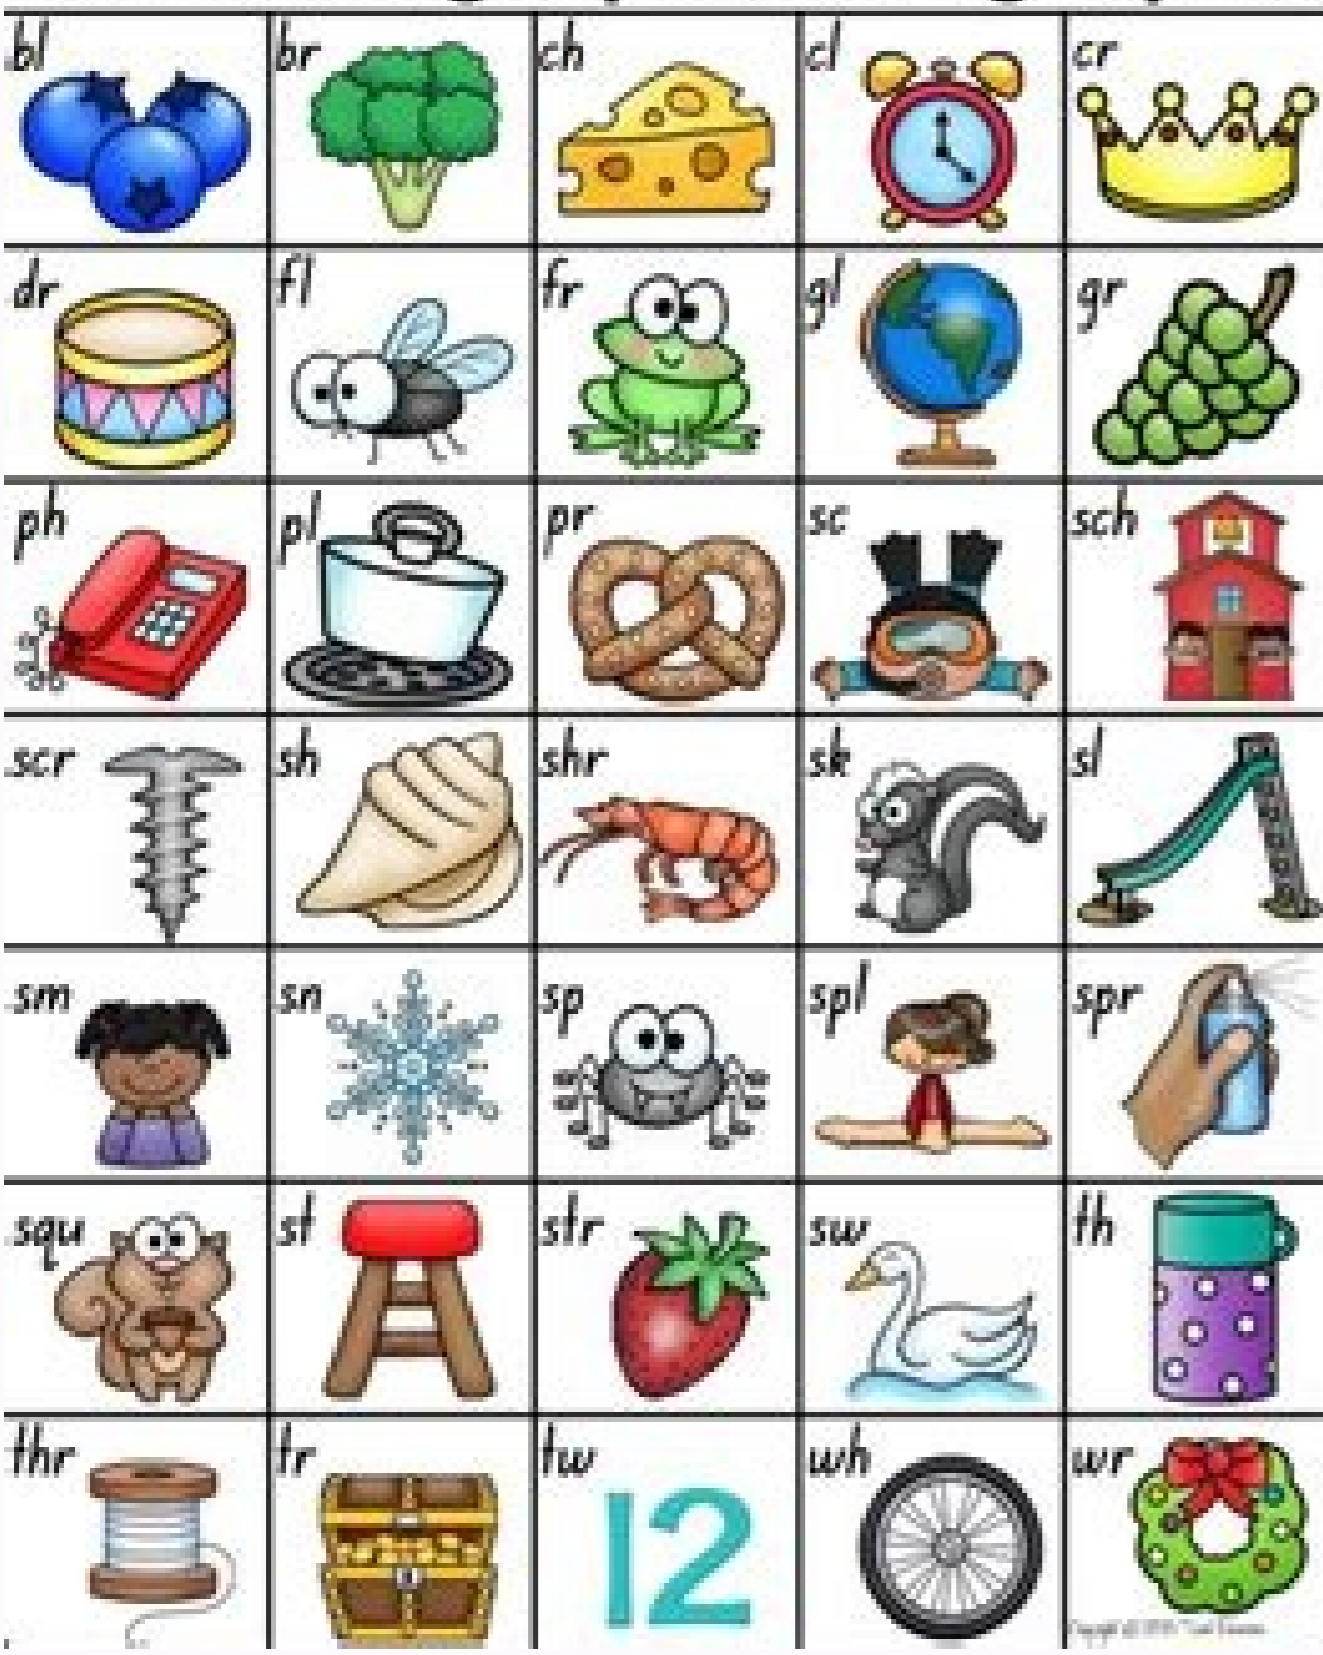 bl br ch cl cr
dr fl fr gl gr
ph pl pr sc sch
scr sh shr sk sl
sm sn sp spl spr
squ st str sw th
thr tr tw wh wr
12